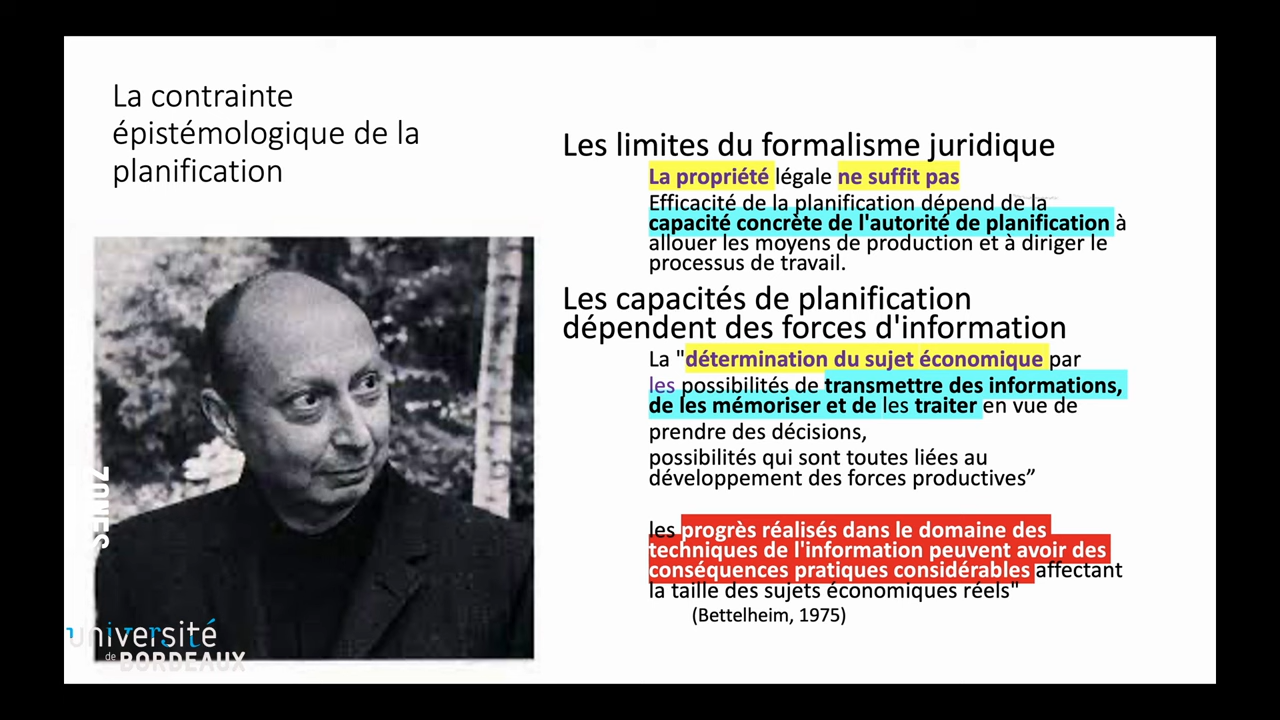 La contrainte
épistémologique de la
planification
Les limites du formalisme juridique
La propriété légale ne suffit pas
Efficacité de la planification dépend de la
capacité concrète de l'autorité de planification à
allouer les moyens de production et à diriger le
processus de travail.
Les capacités de planification
dépendent des forces d'information
La "détermination du sujet économique par
les possibilités de transmettre des informations,
de les mémoriser et de les traiter en vue de
prendre des décisions,
possibilités qui sont toutes liées au
développement des forces productives”
les progrès réalisés dans le domaine des
techniques de l'information peuvent avoir des
conséquences pratiques considérables affectant
la taille des sujets économiques réels"
(Bettelheim, 1975)
ZONES
université
de BORDEAUX